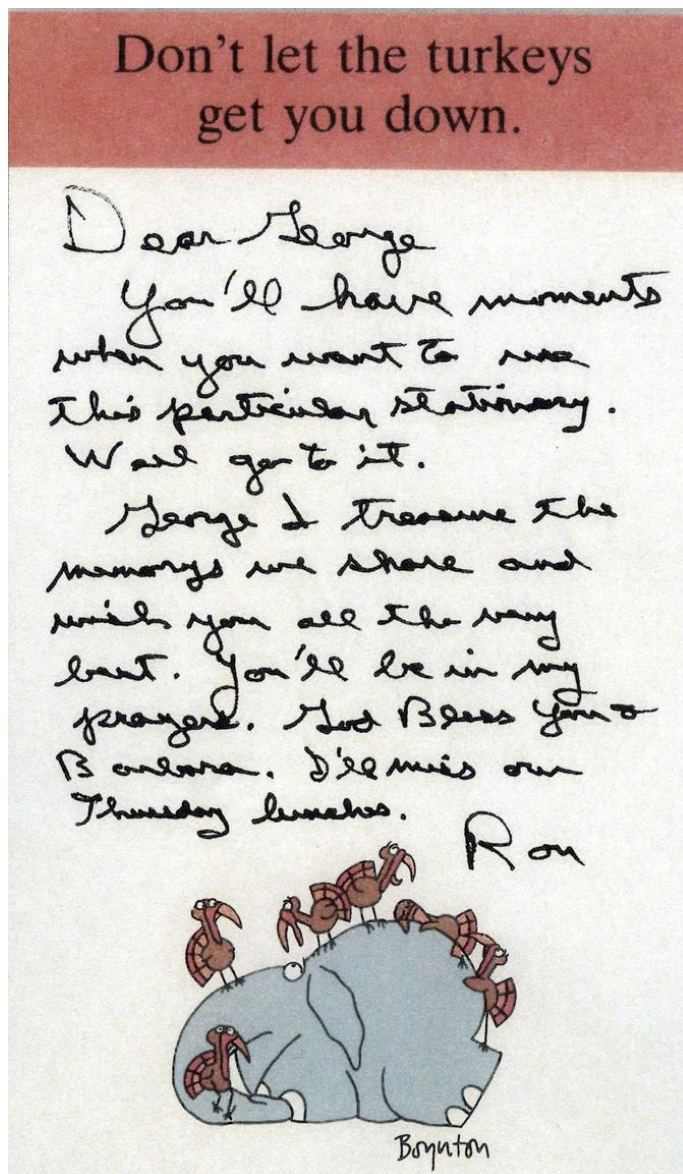 Don't let the turkeys
get you down.
Dear George
You'll have moments
when you want to use
this particular stationary.
Well go to it.
George I treasure the
memorys we share and
wish you all the very
best. You'll be in my
prayers. God Bless You &
Barbara. I'll miss our
Thursday lunches.
Ron
Boynton